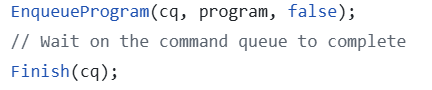 EnqueueProgram(cq, program, false);
// Wait on the command queue to complete
Finish(cq);